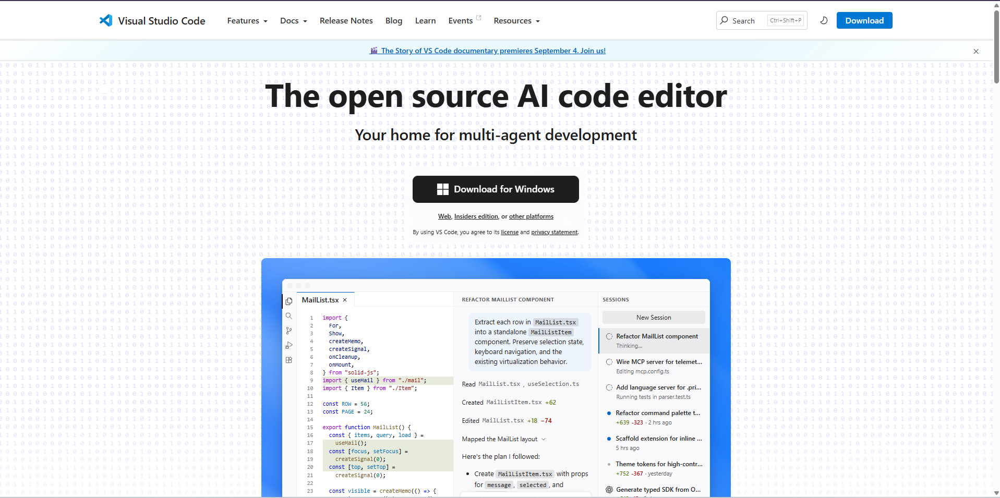 Visual Studio Code
Features
Docs
Release Notes
Blog
Learn
Events
Resources
Search
Ctrl+Shift+P
Download
The Story of VS Code documentary premieres September 4. Join us!
The open source AI code editor
Your home for multi-agent development
Download for Windows
Web, Insiders edition, or other platforms
By using VS Code, you agree to its license and privacy statement.
MailList.tsx
1 import {
2 For,
3 Show,
4 createMemo,
5 createSignal,
6 onCleanup,
7 onMount,
8 } from "solid-js";
9 import { useMail } from "./mail";
10 import { Item } from "./Item";
11
12 const ROW = 56;
13 const PAGE = 24;
14
15 export function MailList() {
16 const { items, query, load } =
17 useMail();
18 const [focus, setFocus] =
19 createSignal(0);
20 const [top, setTop] =
21 createSignal(0);
22
23 const visible = createMemo(() => {
REFACTOR MAILLIST COMPONENT
Extract each row in MailList.tsx
into a standalone MailListItem
component. Preserve selection state,
keyboard navigation, and the
existing virtualization behavior.
Read MailList.tsx , useSelection.ts
Created MailListItem.tsx +62
Edited MailList.tsx +18 −74
Mapped the MailList layout
Here's the plan I followed:
• Create MailListItem.tsx with props
for message, selected, and
SESSIONS
New Session
Refactor MailList component
Thinking...
Wire MCP server for telemet...
Editing mcp.config.ts
Add language server for .pri...
Running tests in parser.test.ts
Refactor command palette t...
+639 -323 · 2 hrs ago
Scaffold extension for inline ...
5 hrs ago
Theme tokens for high-contr...
+752 -367 · yesterday
Generate typed SDK from O...